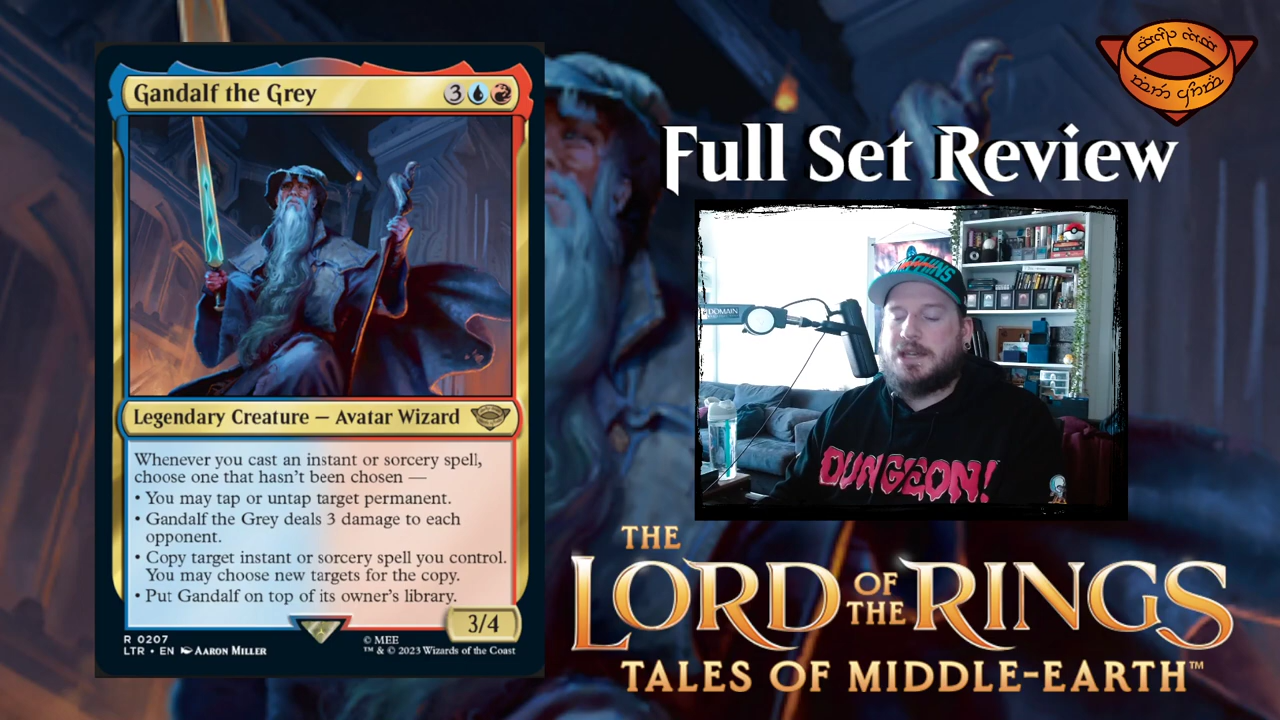 Gandalf the Grey
3
Legendary Creature — Avatar Wizard
Whenever you cast an instant or sorcery spell,
choose one that hasn't been chosen —
• You may tap or untap target permanent.
• Gandalf the Grey deals 3 damage to each
opponent.
• Copy target instant or sorcery spell you control.
You may choose new targets for the copy.
• Put Gandalf on top of its owner's library.
3/4
R 0207
LTR • EN AARON MILLER
© MEE
™ & © 2023 Wizards of the Coast
Full Set Review
DOMAIN
DUNGEON!
THE
LORD OF THE RINGS
TALES OF MIDDLE-EARTH™